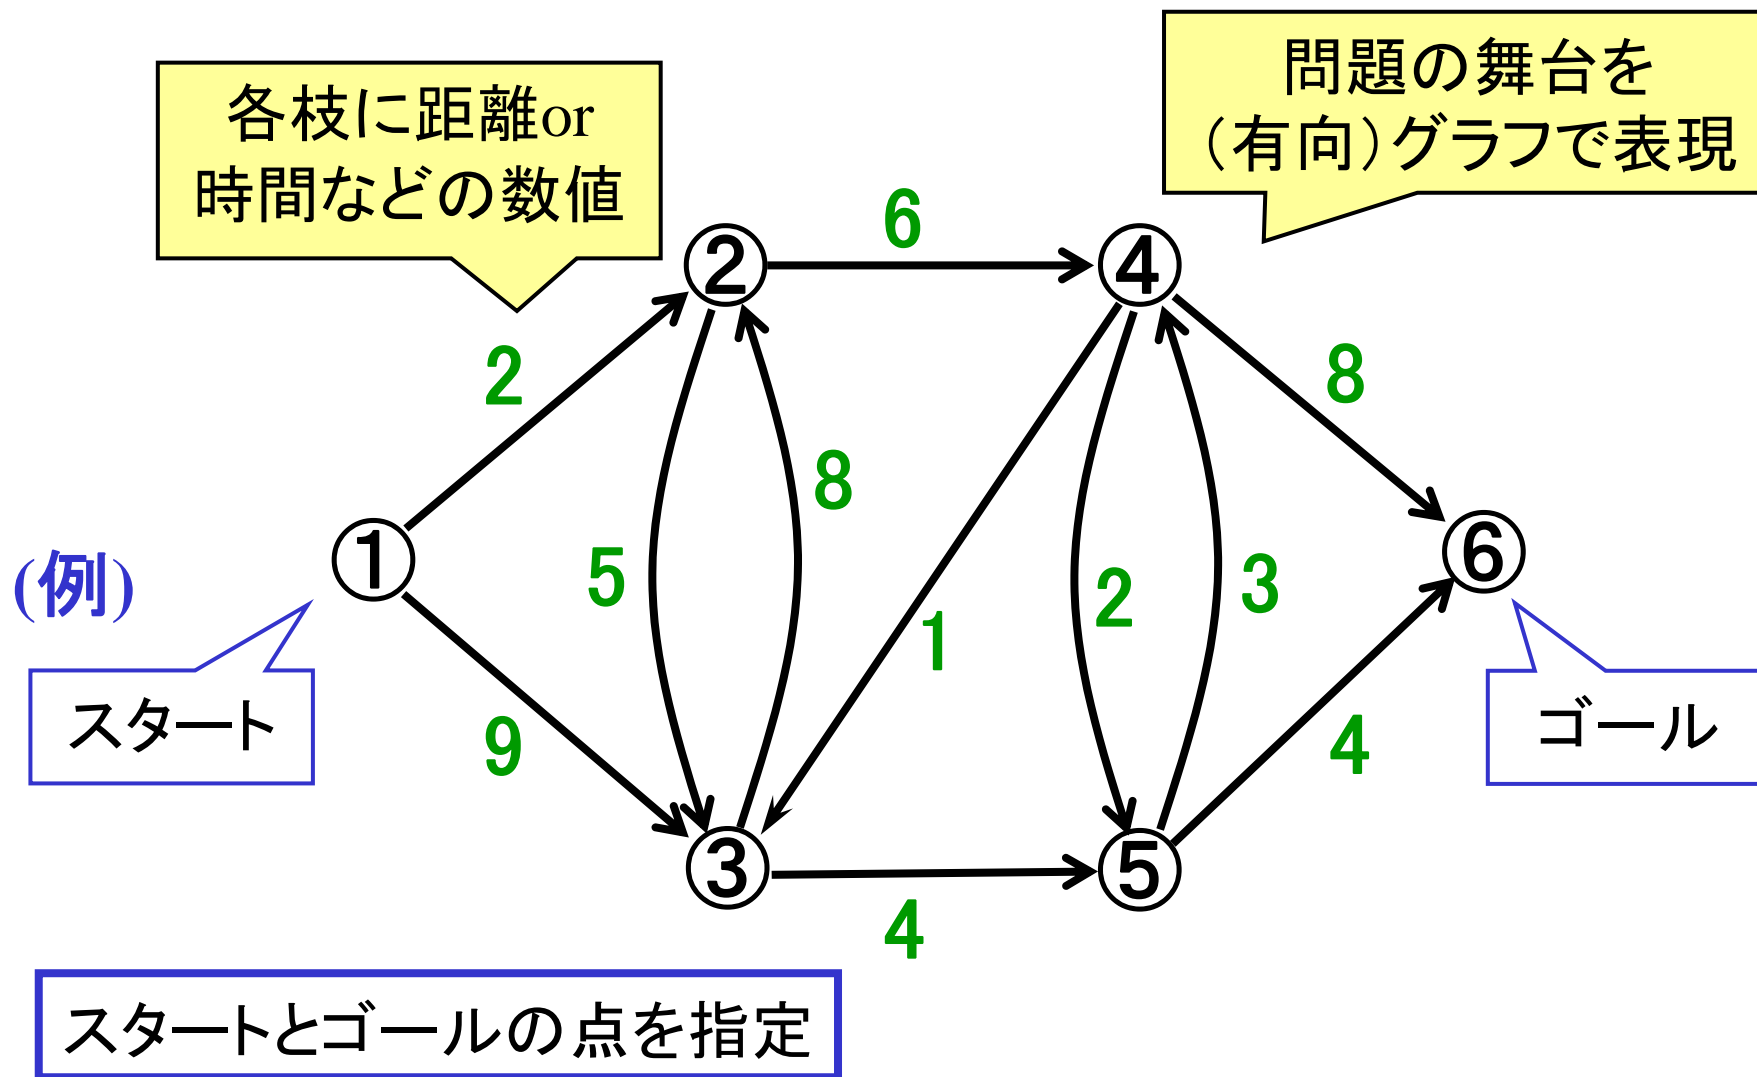 各枝に距離or
時間などの数値
問題の舞台を
（有向）グラフで表現
(例)
スタート
ゴール
1
2
3
4
5
6
2
9
6
5
8
1
2
3
8
4
4
スタートとゴールの点を指定